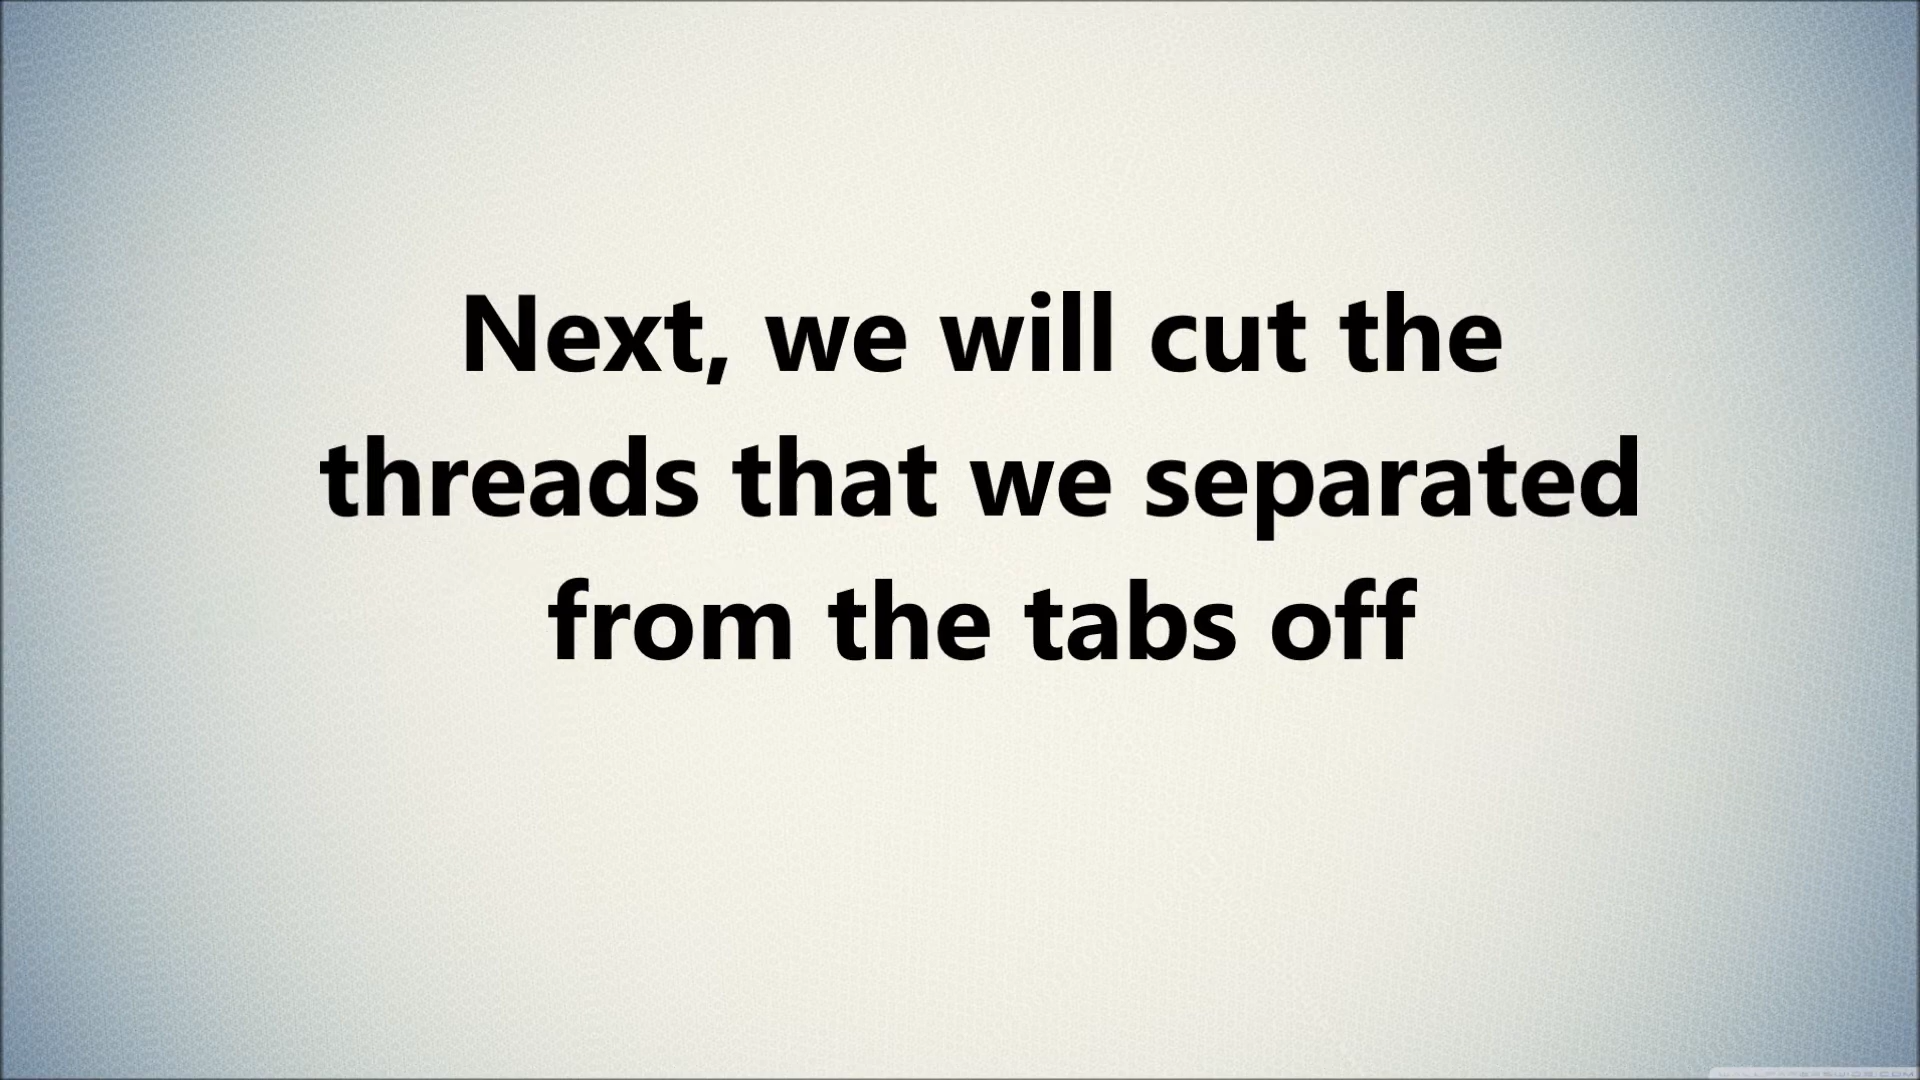 Next, we will cut the
threads that we separated
from the tabs off